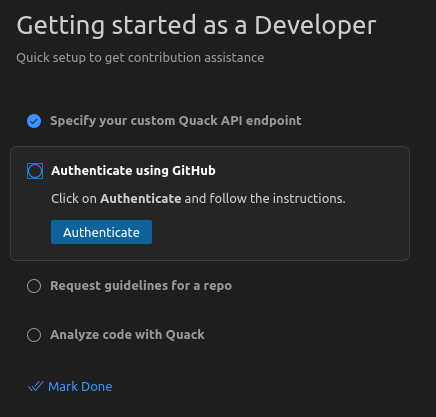 Getting started as a Developer
Quick setup to get contribution assistance
Specify your custom Quack API endpoint
Authenticate using GitHub
Click on Authenticate and follow the instructions.
Authenticate
Request guidelines for a repo
Analyze code with Quack
Mark Done